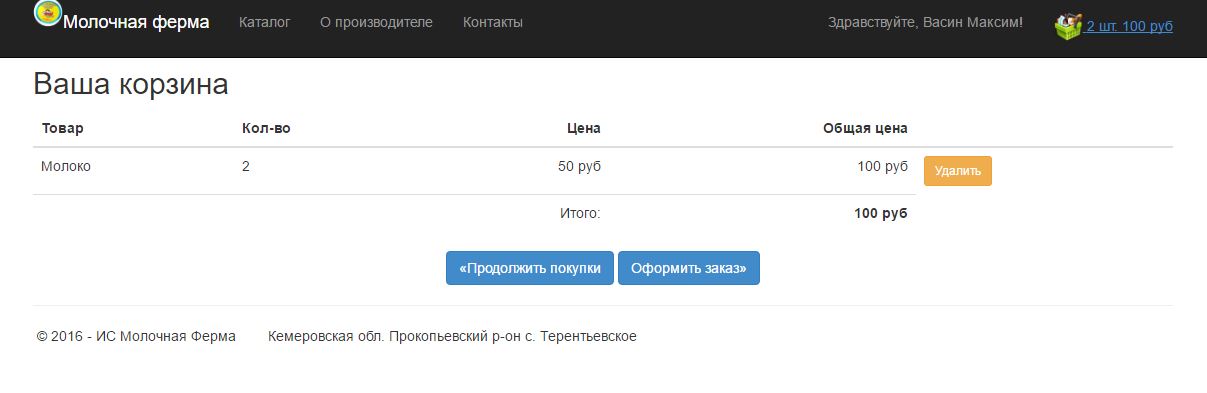 Молочная ферма Каталог О производителе Контакты Здравствуйте, Васин Максим! 2 шт. 100 руб
Ваша корзина
Товар Кол-во Цена Общая цена
Молоко 2 50 руб 100 руб Удалить
Итого: 100 руб
«Продолжить покупки Оформить заказ»
© 2016 - ИС Молочная Ферма Кемеровская обл. Прокопьевский р-он с. Терентьевское